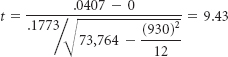 t = .0407 − 0 / (.1773 / √(73,764 − (930)² / 12)) = 9.43